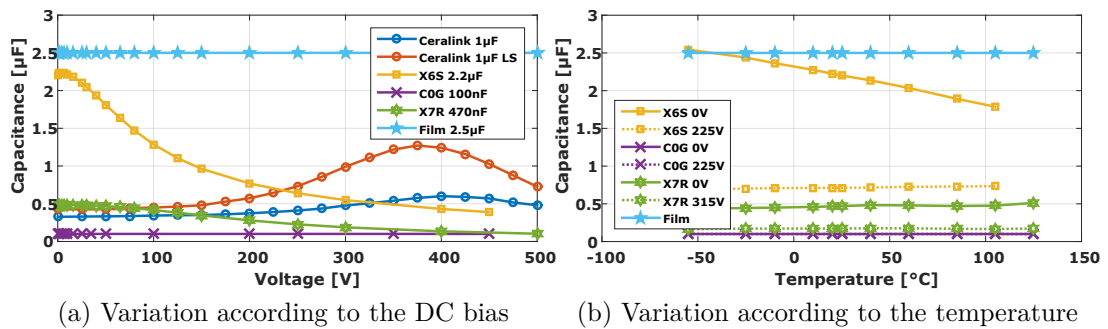 3
2.5
2
1.5
1
0.5
0
Capacitance [µF]
0
100
200
300
400
500
Voltage [V]
Ceralink 1µF
Ceralink 1µF LS
X6S 2.2µF
C0G 100nF
X7R 470nF
Film 2.5µF
(a) Variation according to the DC bias
3
2.5
2
1.5
1
0.5
0
Capacitance [µF]
-100
-50
0
50
100
150
Temperature [°C]
X6S 0V
X6S 225V
C0G 0V
C0G 225V
X7R 0V
X7R 315V
Film
(b) Variation according to the temperature